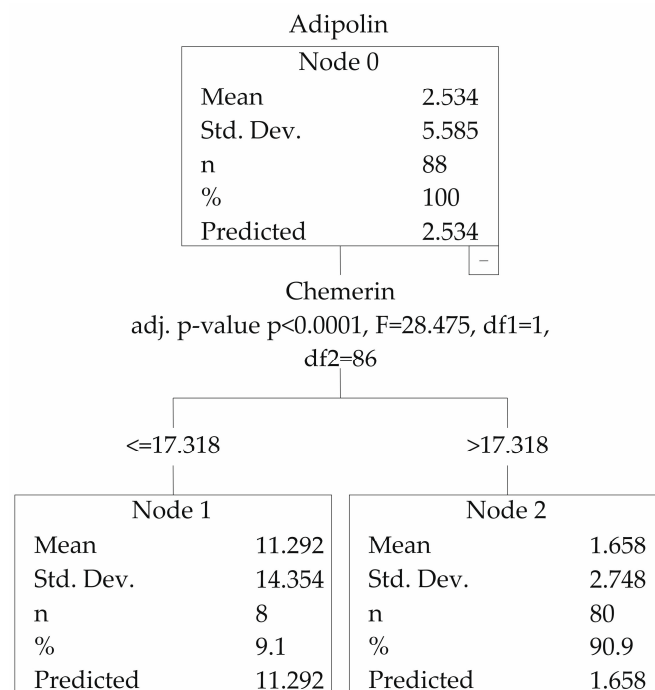 Adipolin
Node 0
Mean 2.534
Std. Dev. 5.585
n 88
% 100
Predicted 2.534
−
Chemerin
adj. p-value p<0.0001, F=28.475, df1=1,
df2=86
<=17.318 >17.318
Node 1 Node 2
Mean 11.292 Mean 1.658
Std. Dev. 14.354 Std. Dev. 2.748
n 8 n 80
% 9.1 % 90.9
Predicted 11.292 Predicted 1.658